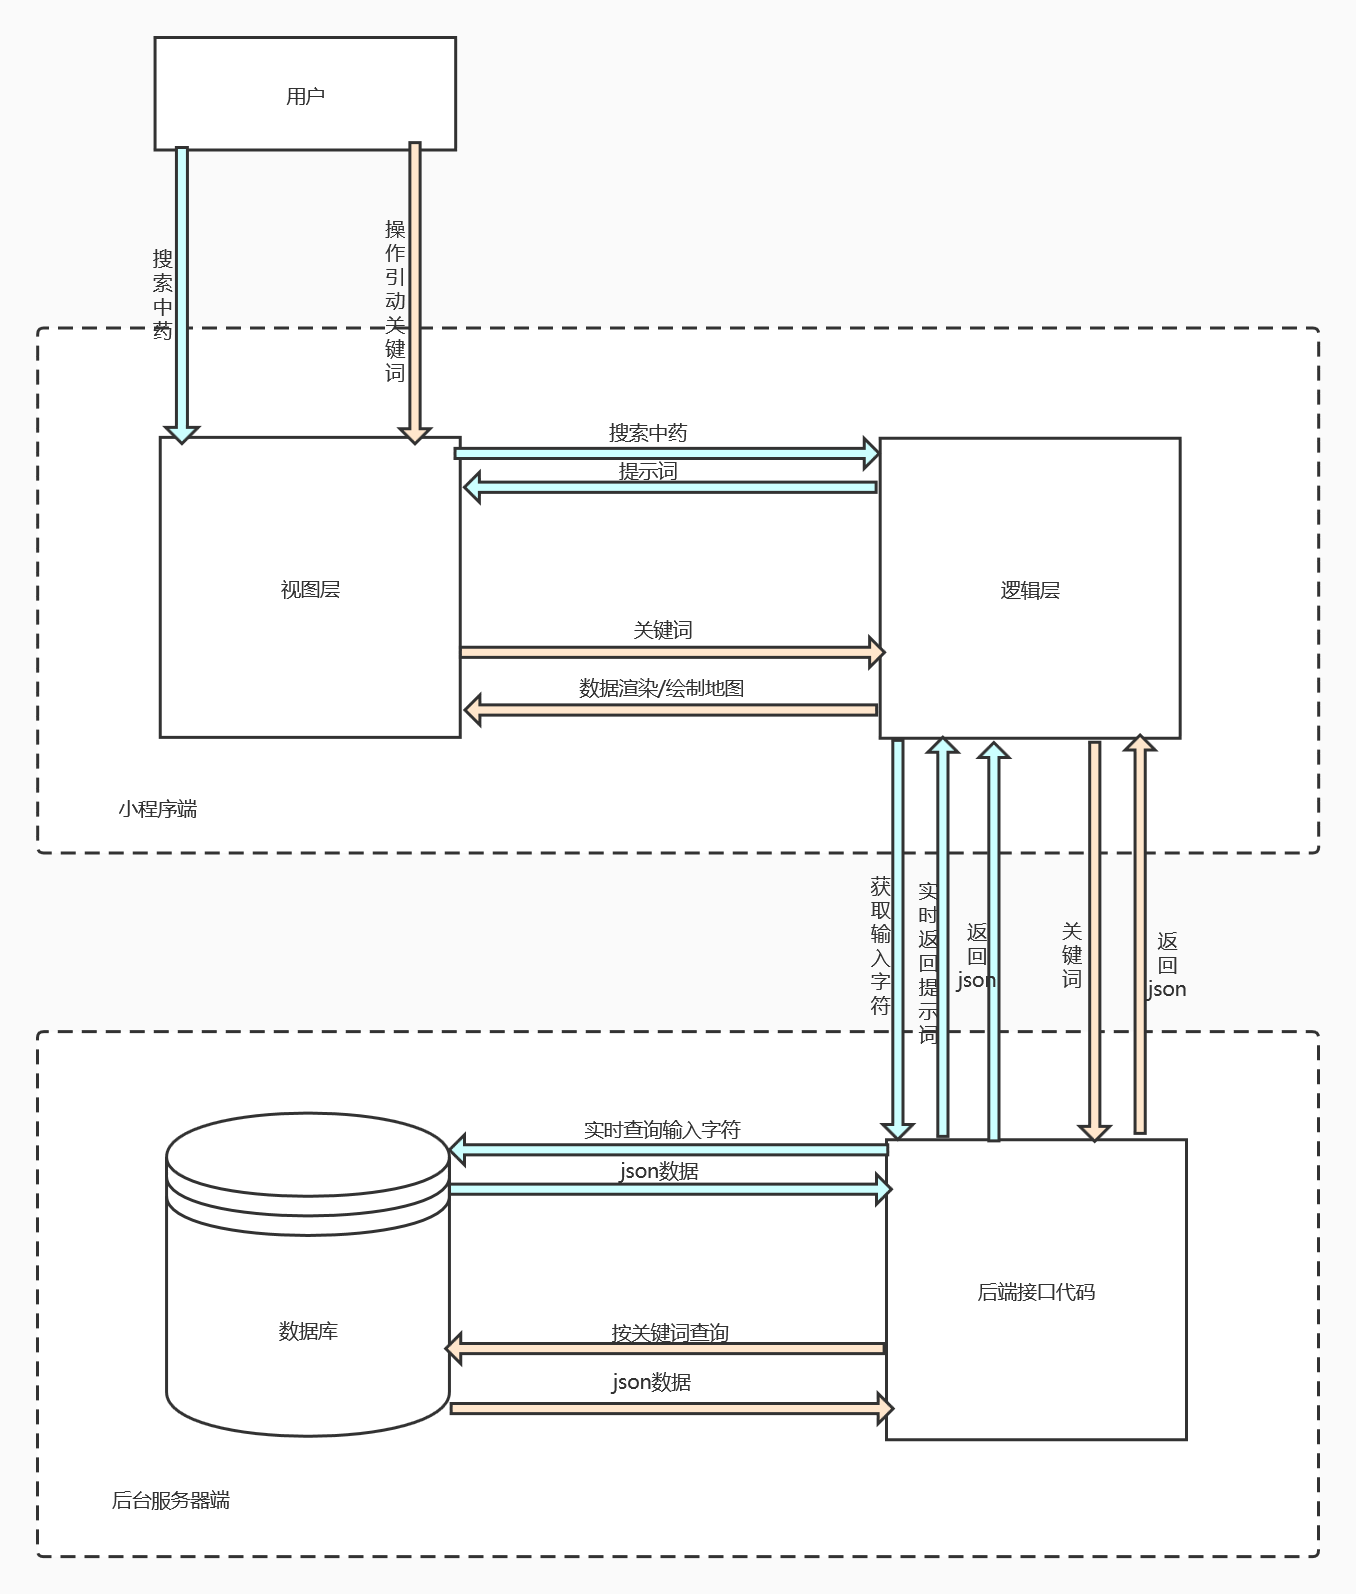 用户
搜索中药
操作引动关键词
搜索中药
提示词
视图层
逻辑层
关键词
数据渲染/绘制地图
小程序端
获取输入字符
实时返回提示词
返回json
关键词
返回json
实时查询输入字符
json数据
后端接口代码
数据库
按关键词查询
json数据
后台服务器端